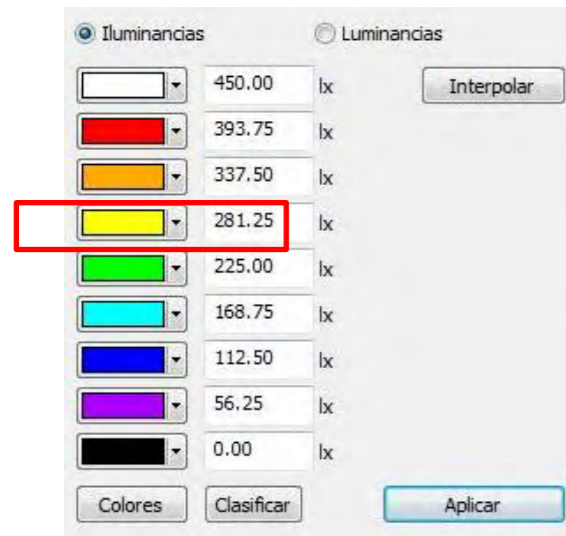 Iluminancias Luminancias
450.00 lx Interpolar
393.75 lx
337.50 lx
281.25 lx
225.00 lx
168.75 lx
112.50 lx
56.25 lx
0.00 lx
Colores Clasificar Aplicar